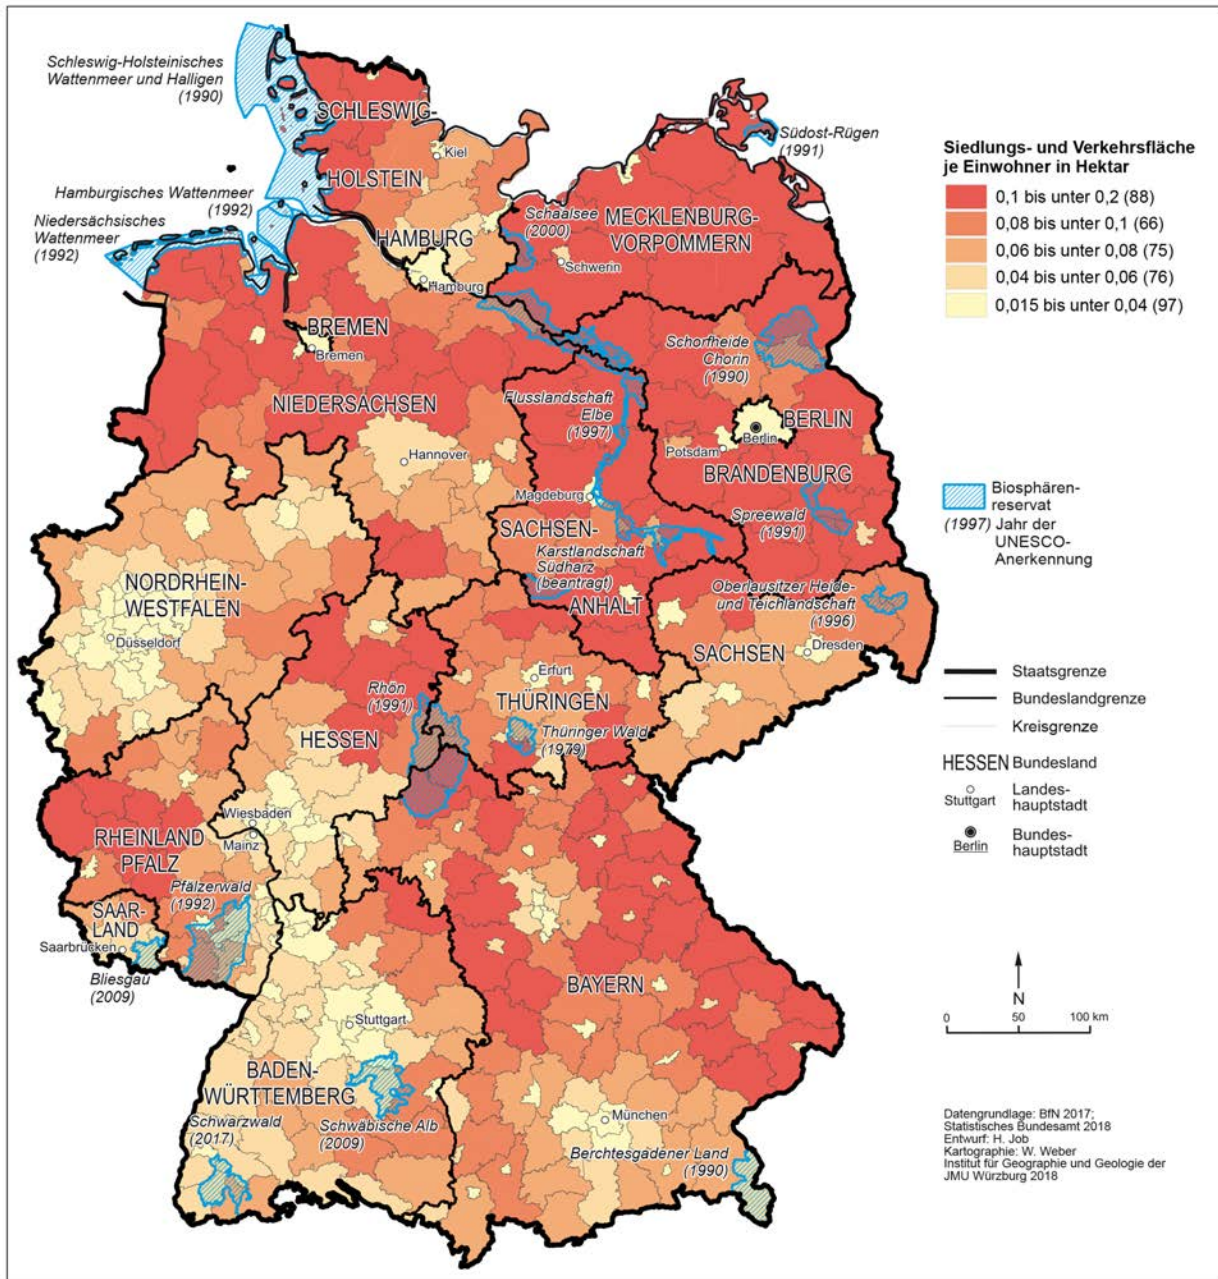 Schleswig-Holsteinisches
Wattenmeer und Halligen
(1990)
SCHLESWIG-
HOLSTEIN
Kiel
Südost-Rügen
(1991)
Hamburgisches Wattenmeer
(1992)
Niedersächsisches
Wattenmeer
(1992)
HAMBURG
Hamburg
Schaalsee
(2000)
MECKLENBURG-
VORPOMMERN
Schwerin
BREMEN
Bremen
Schorfheide
Chorin
(1990)
NIEDERSACHSEN
Hannover
Flusslandschaft
Elbe
(1997)
BERLIN
Berlin
Potsdam
BRANDENBURG
Magdeburg
Spreewald
(1991)
SACHSEN-
ANHALT
Karstlandschaft
Südharz
(beantragt)
NORDRHEIN-
WESTFALEN
Düsseldorf
Oberlausitzer Heide-
und Teichlandschaft
(1996)
SACHSEN
Dresden
Erfurt
THÜRINGEN
Thüringer Wald
(1979)
Rhön
(1991)
HESSEN
Wiesbaden
Mainz
RHEINLAND
PFALZ
Pfälzerwald
(1992)
SAAR-
LAND
Saarbrücken
Bliesgau
(2009)
BAYERN
Stuttgart
BADEN-
WÜRTTEMBERG
Schwarzwald
(2017)
Schwäbische Alb
(2009)
München
Berchtesgadener Land
(1990)
Siedlungs- und Verkehrsfläche
je Einwohner in Hektar
0,1 bis unter 0,2 (88)
0,08 bis unter 0,1 (66)
0,06 bis unter 0,08 (75)
0,04 bis unter 0,06 (76)
0,015 bis unter 0,04 (97)
Biosphären-
reservat
(1997) Jahr der
UNESCO-
Anerkennung
Staatsgrenze
Bundeslandgrenze
Kreisgrenze
HESSEN Bundesland
Stuttgart
Landes-
hauptstadt
Berlin
Bundes-
hauptstadt
N
0 50 100 km
Datengrundlage: BfN 2017;
Statistisches Bundesamt 2018
Entwurf: H. Job
Kartographie: W. Weber
Institut für Geographie und Geologie der
JMU Würzburg 2018